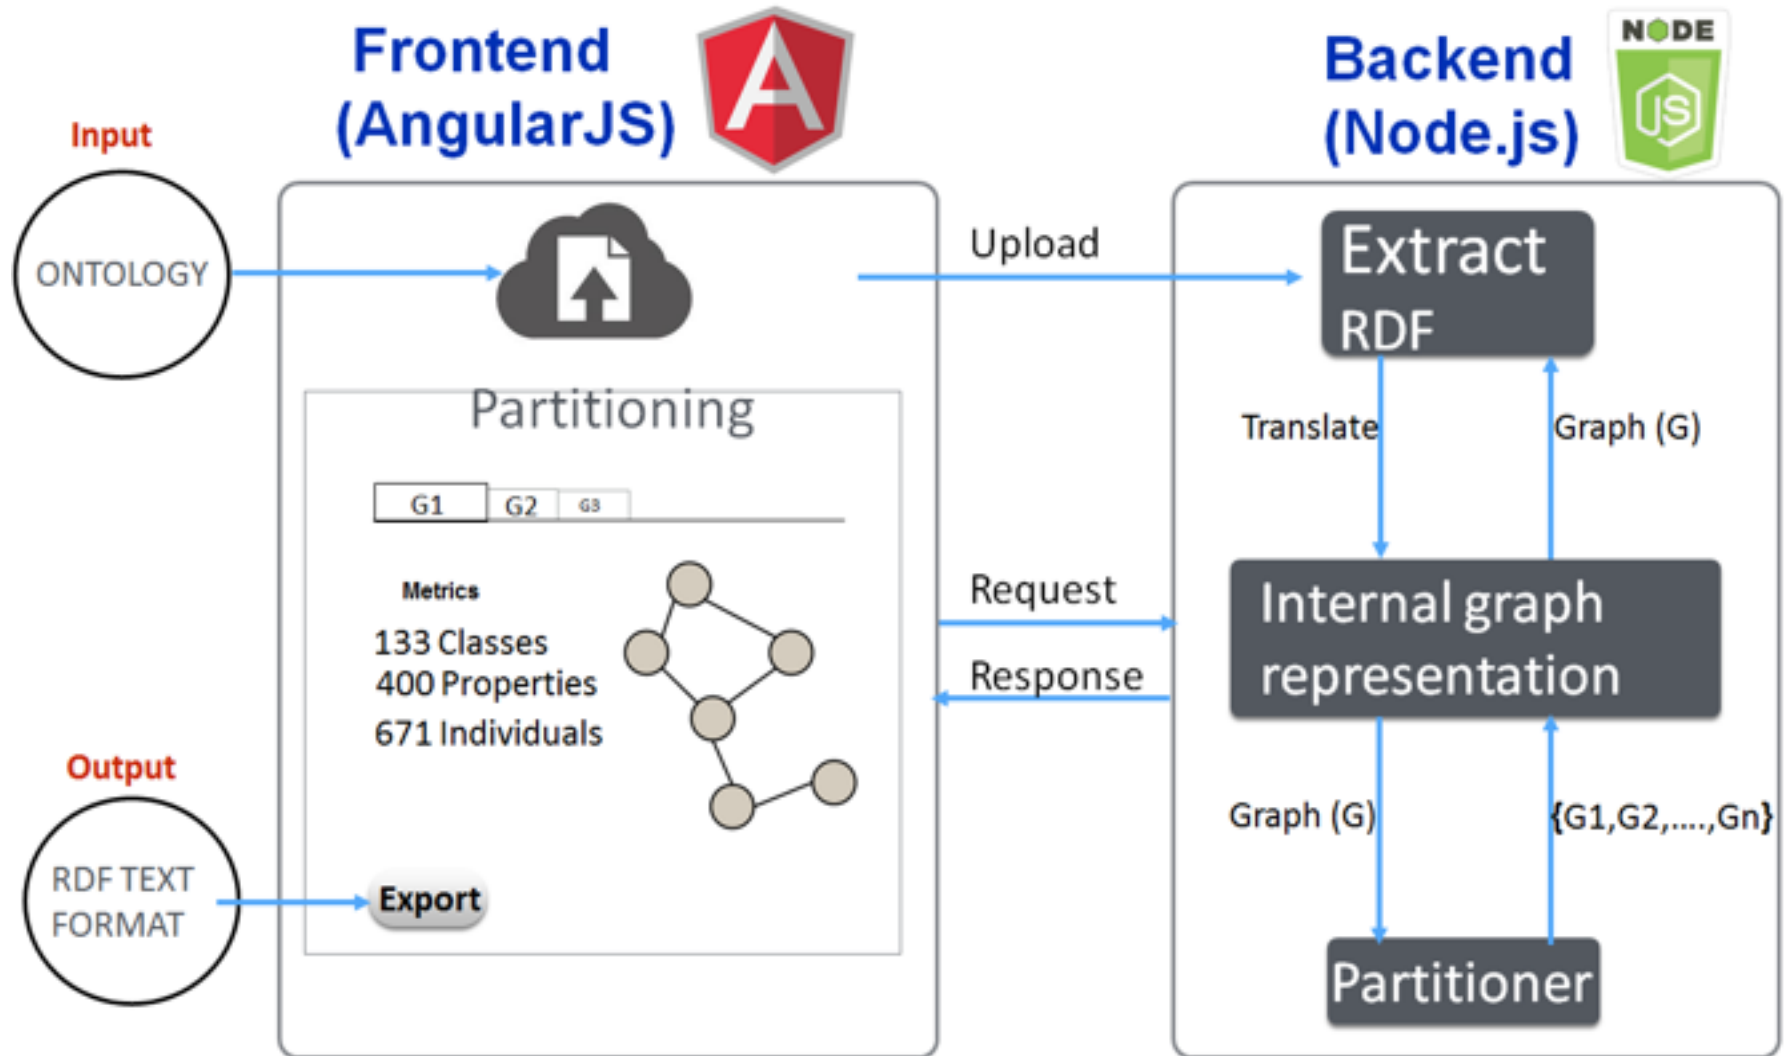 Frontend
(AngularJS)
A
Backend
(Node.js)
NODE
JS
Input
ONTOLOGY
Upload
Extract
RDF
Partitioning
Translate
Graph (G)
G1
G2
G3
Metrics
133 Classes
400 Properties
671 Individuals
Request
Response
Internal graph
representation
Output
RDF TEXT
FORMAT
Export
Graph (G)
{G1,G2,....,Gn}
Partitioner